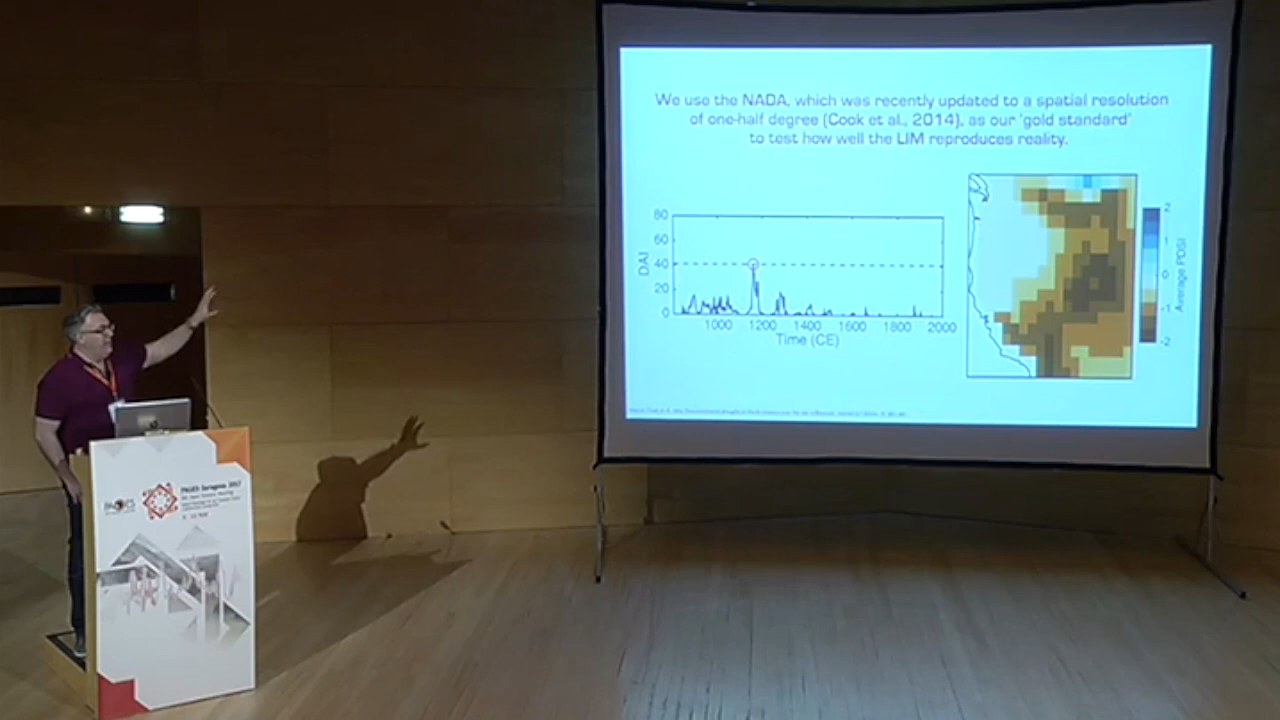 We use the NADA, which was recently updated to a spatial resolution
of one-half degree (Cook et al., 2014), as our 'gold standard'
to test how well the LIM reproduces reality.
80
60
40
20
0
DAI
1000 1200 1400 1600 1800 2000
Time (CE)
2
1
0
-1
-2
Average PDSI
PAGES
PAGES Zaragoza 2017